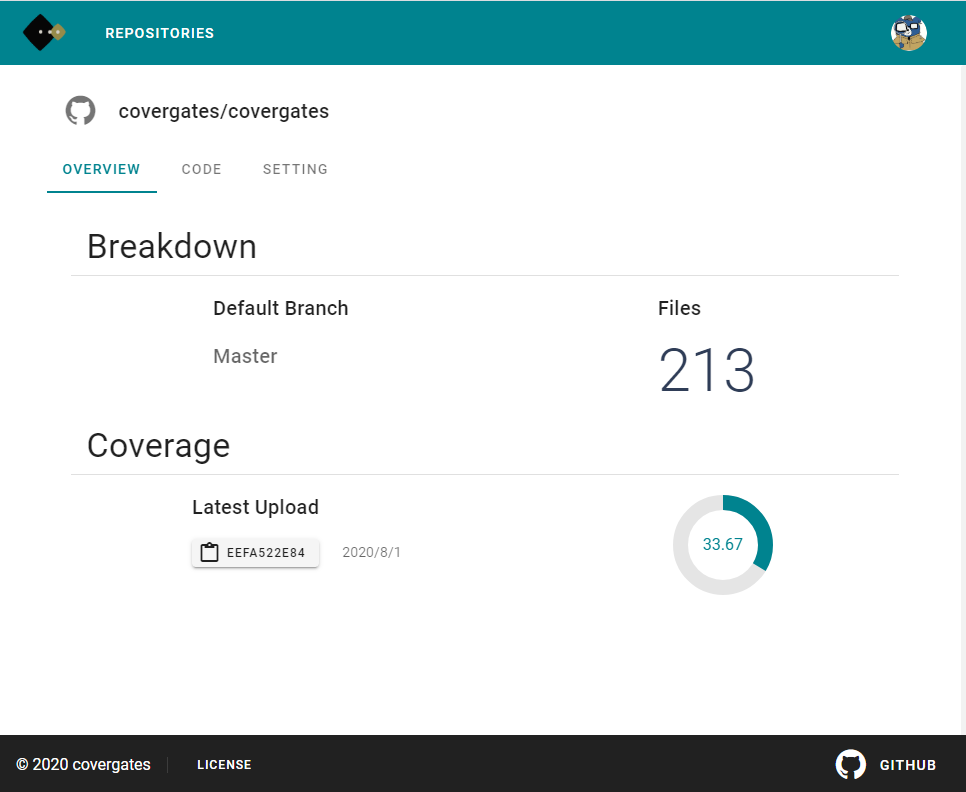 REPOSITORIES
covergates/covergates
OVERVIEW CODE SETTING
Breakdown
Default Branch Files
Master 213
Coverage
Latest Upload
EEFA522E84 2020/8/1 33.67
© 2020 covergates LICENSE GITHUB